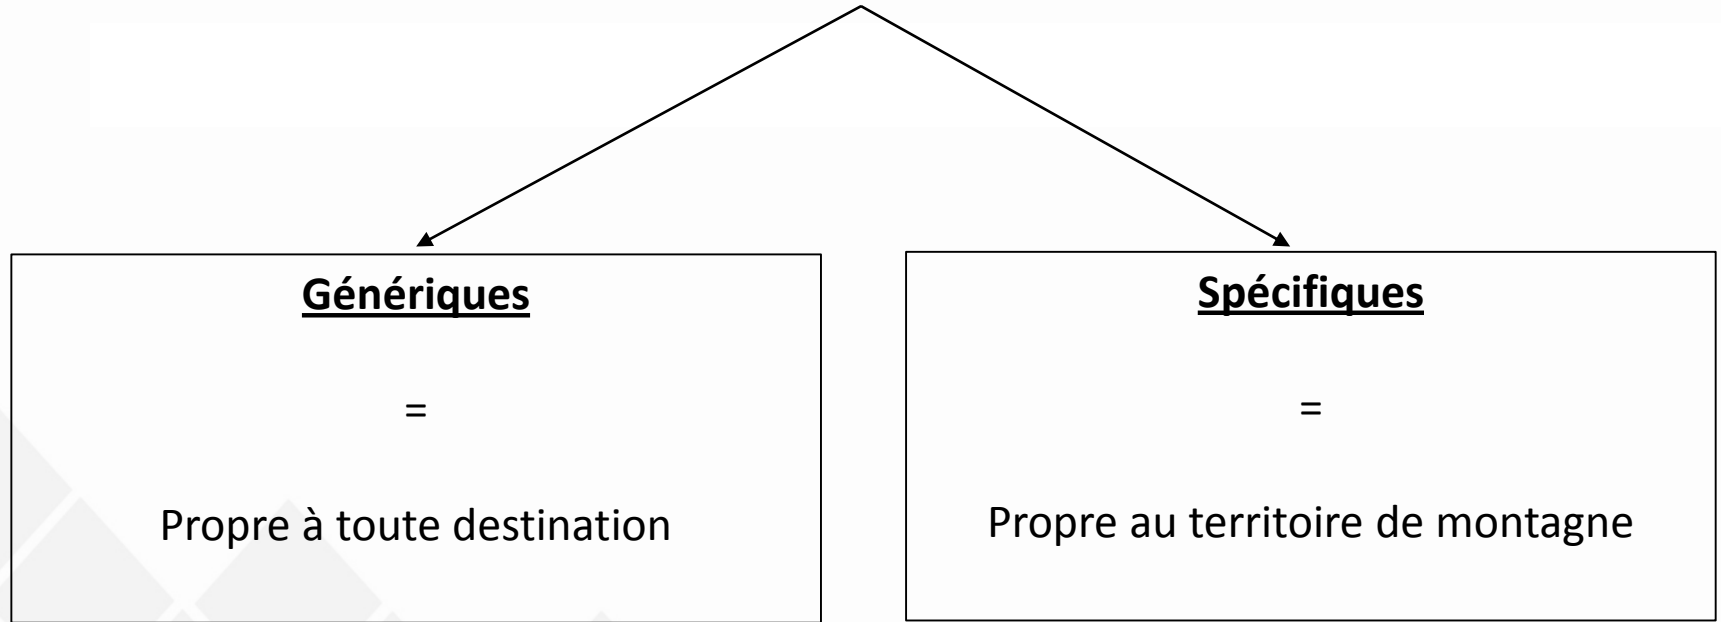 Génériques
=
Propre à toute destination
Spécifiques
=
Propre au territoire de montagne